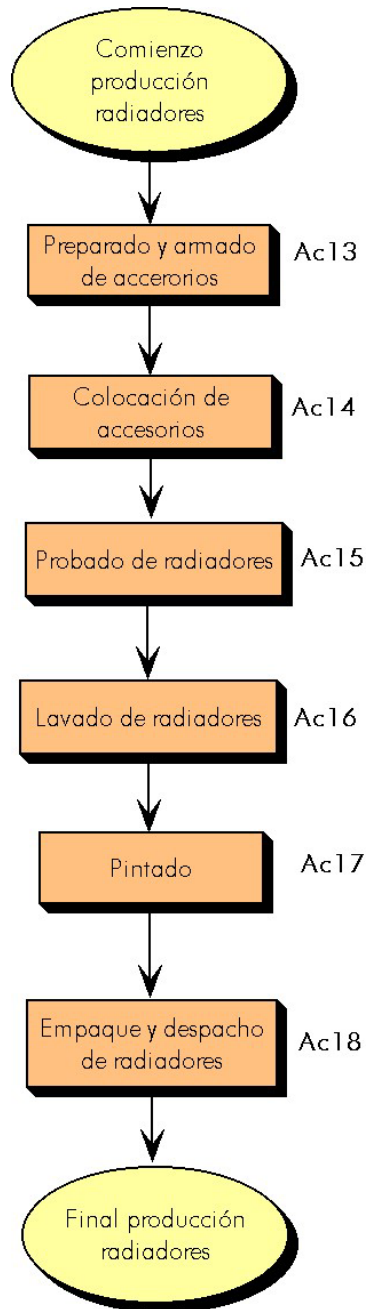 Comienzo
producción
radiadores
Preparado y armado
de accerorios
Ac13
Colocación de
accesorios
Ac14
Probado de radiadores
Ac15
Lavado de radiadores
Ac16
Pintado
Ac17
Empaque y despacho
de radiadores
Ac18
Final producción
radiadores